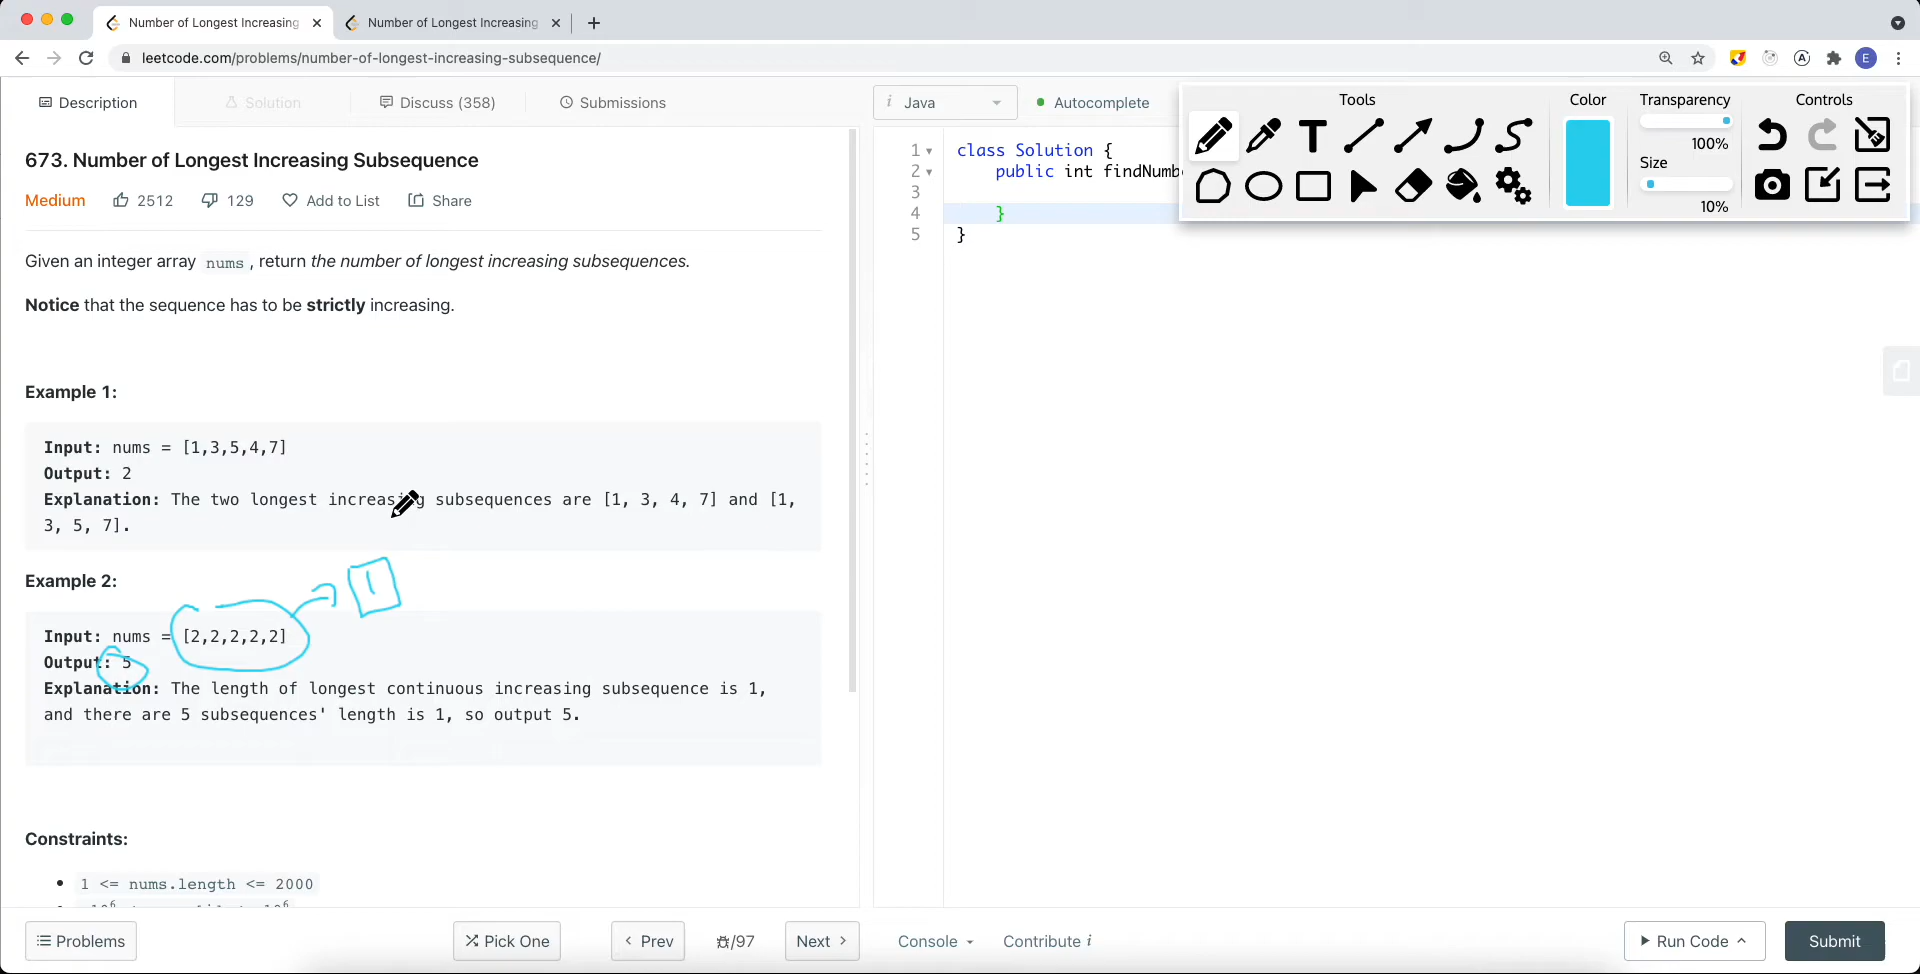 Number of Longest Increasing
Number of Longest Increasing
leetcode.com/problems/number-of-longest-increasing-subsequence/
E
Description
Solution
Discuss (358)
Submissions
i Java
Autocomplete
Tools
Color
Transparency
100%
Size
10%
Controls
T
673. Number of Longest Increasing Subsequence
Medium
2512
129
Add to List
Share
Given an integer array nums, return the number of longest increasing subsequences.
Notice that the sequence has to be strictly increasing.
Example 1:
Input: nums = [1,3,5,4,7]
Output: 2
Explanation: The two longest increasing subsequences are [1, 3, 4, 7] and [1,
3, 5, 7].
Example 2:
1
Input: nums = [2,2,2,2,2]
Output: 5
Explanation: The length of longest continuous increasing subsequence is 1,
and there are 5 subsequences' length is 1, so output 5.
Constraints:
1 <= nums.length <= 2000
1 class Solution {
2 public int findNumbe
3
4 }
5 }
Problems
Pick One
Prev
/97
Next
Console
Contribute i
Run Code
Submit